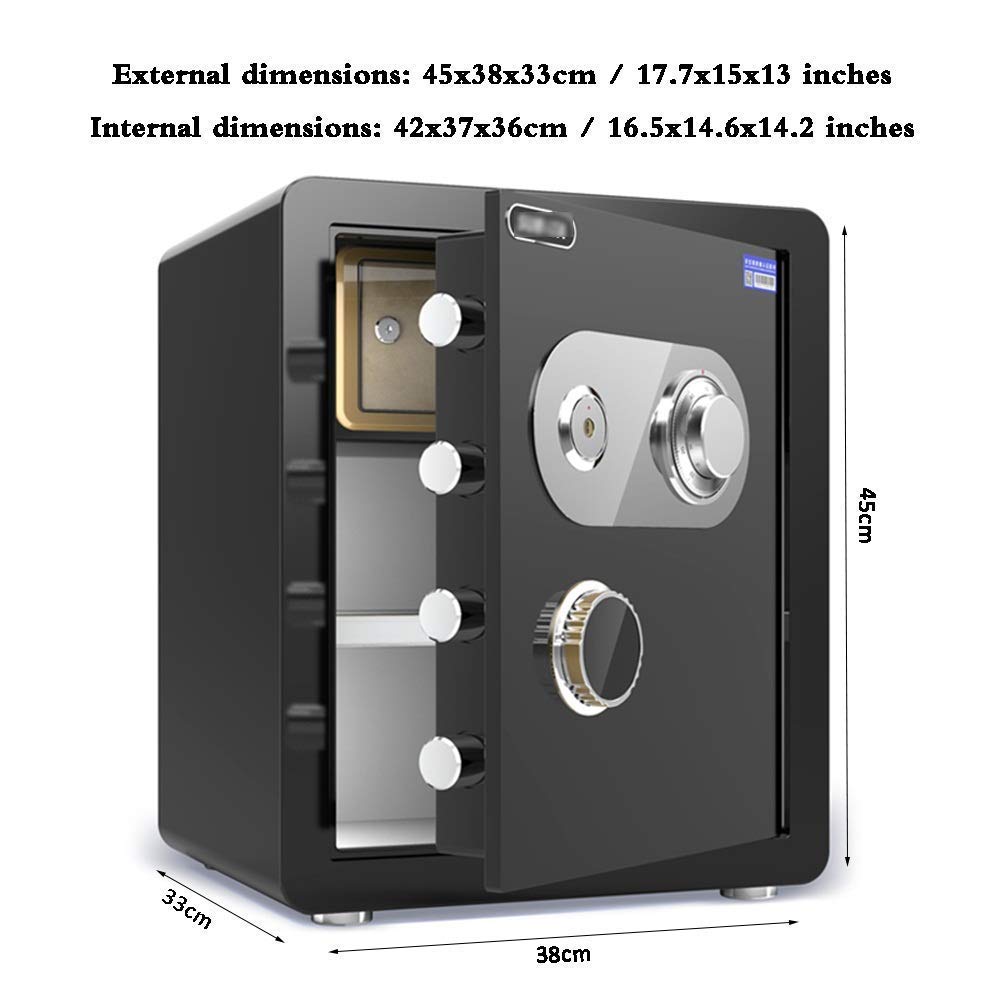 External dimensions: 45x38x33cm / 17.7x15x13 inches
Internal dimensions: 42x37x36cm / 16.5x14.6x14.2 inches
45cm
33cm
38cm